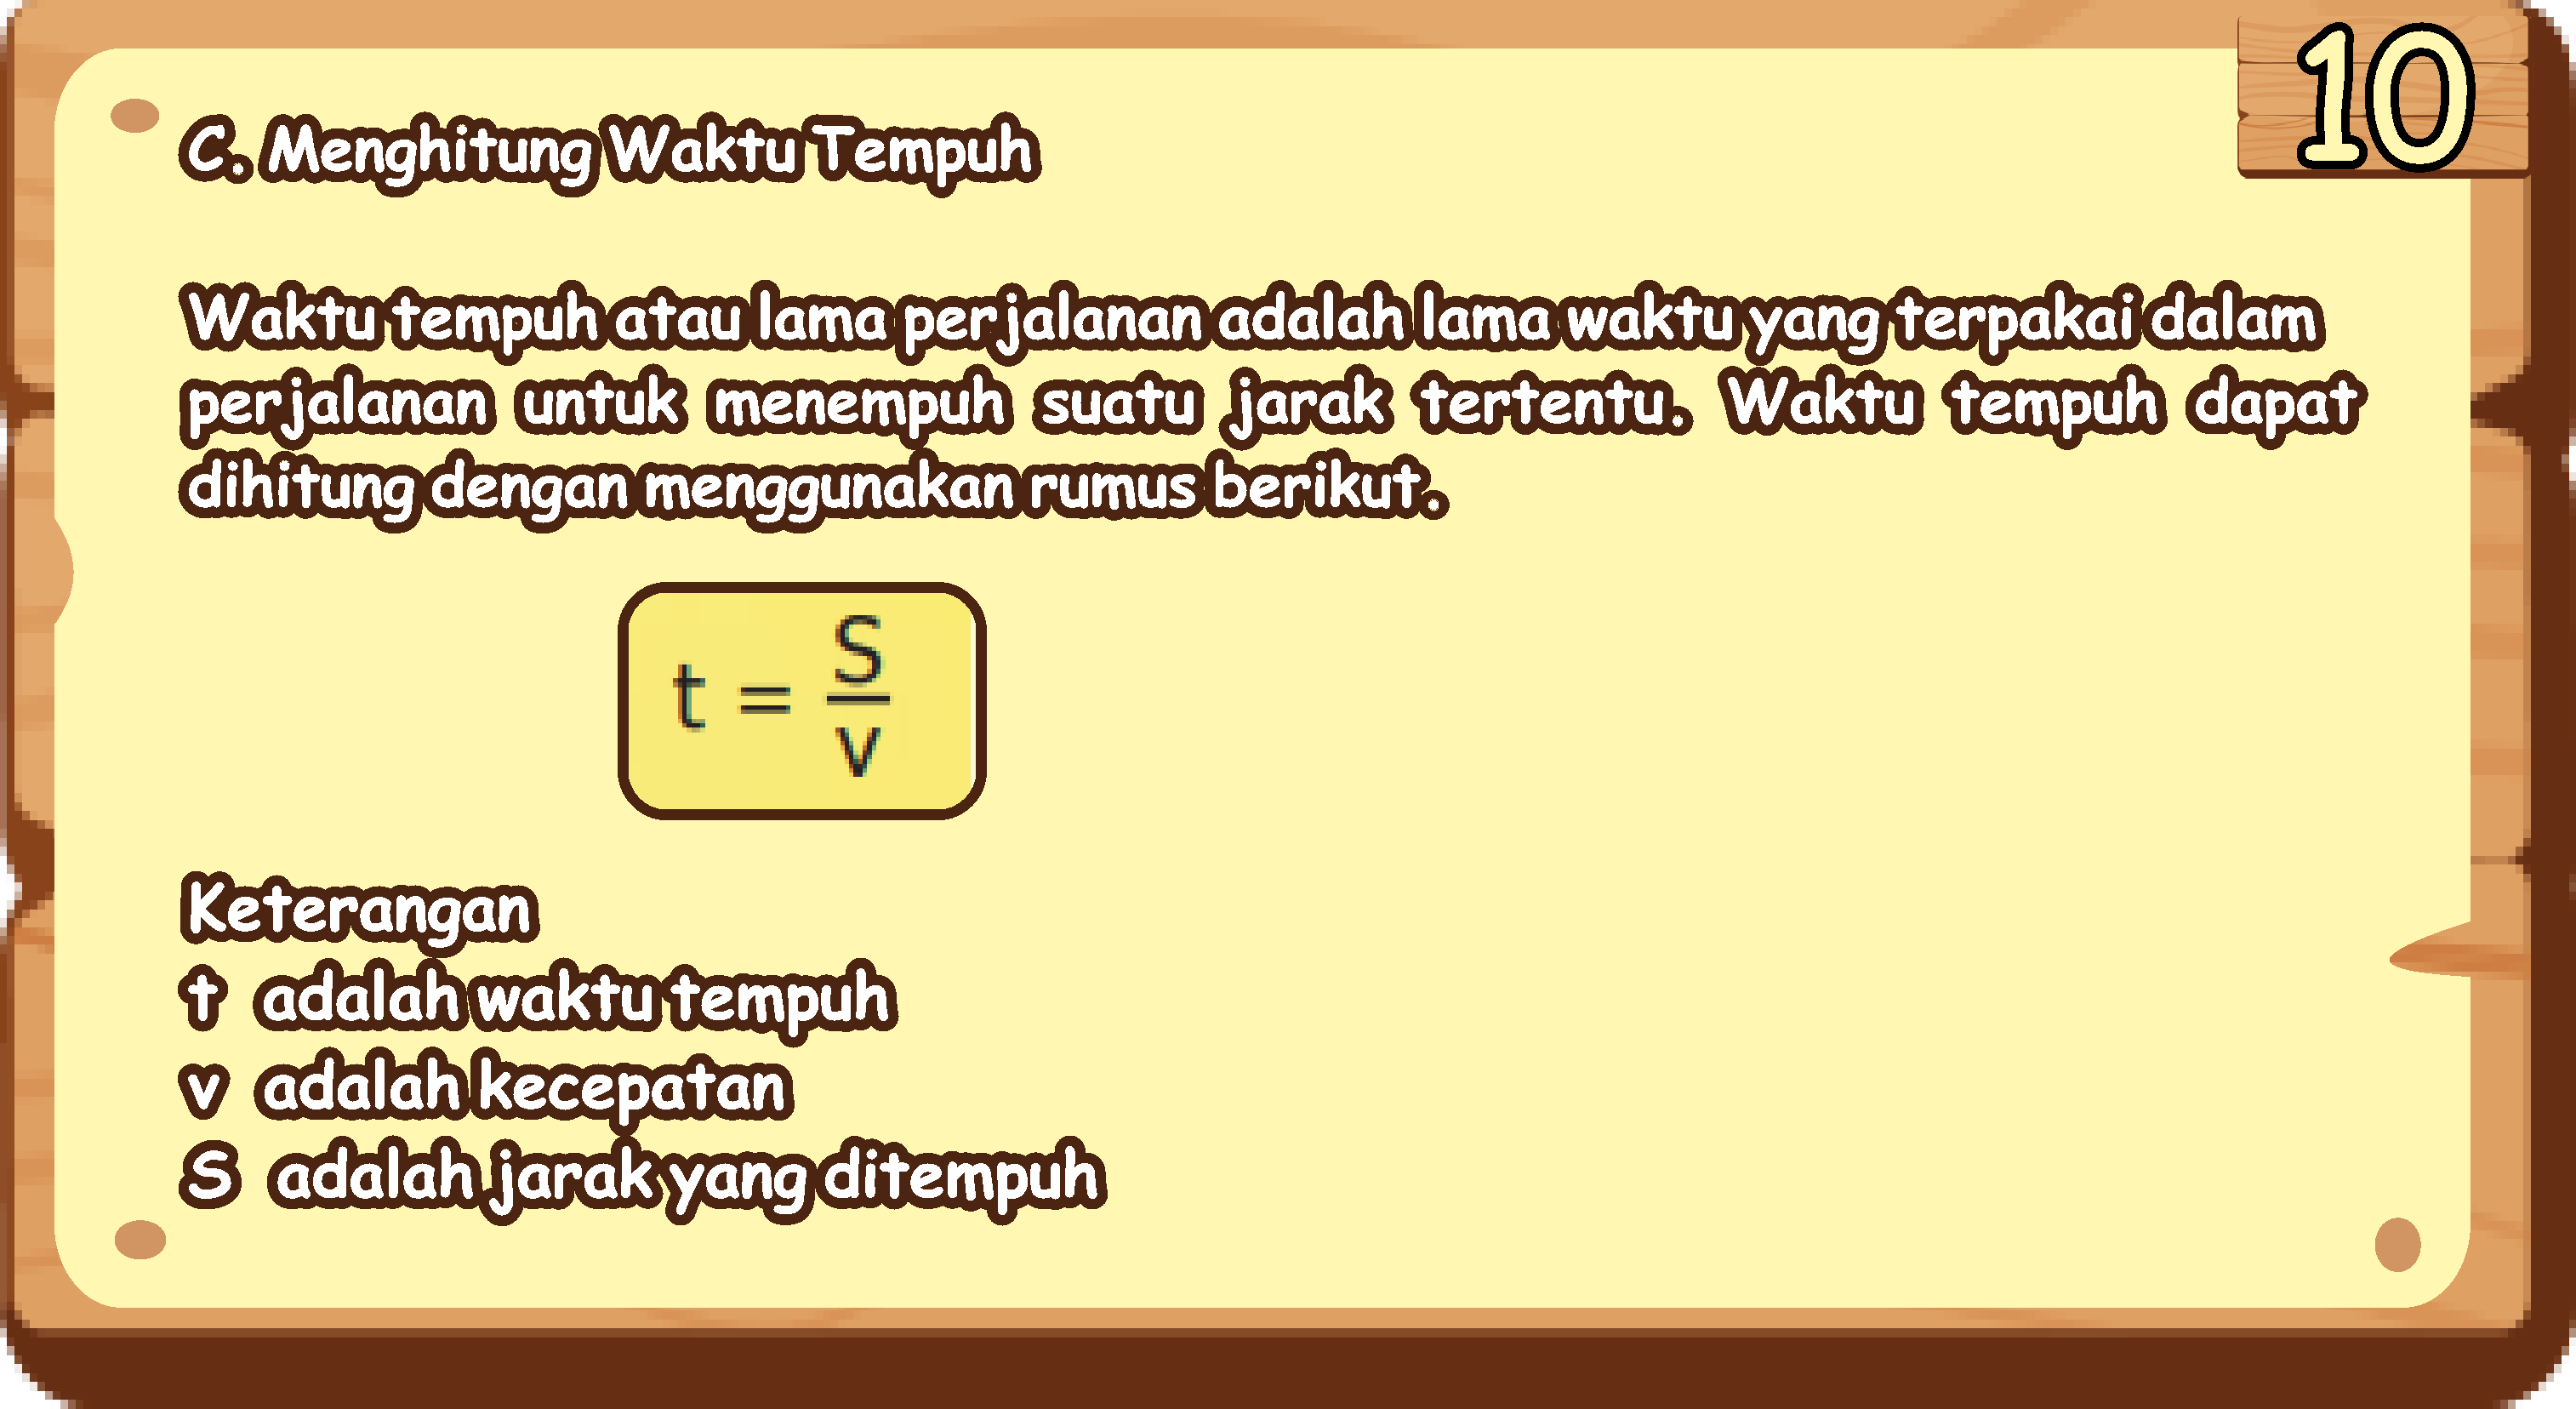 10
C. Menghitung Waktu Tempuh
Waktu tempuh atau lama perjalanan adalah lama waktu yang terpakai dalam
perjalanan untuk menempuh suatu jarak tertentu. Waktu tempuh dapat
dihitung dengan menggunakan rumus berikut.
t = S/v
Keterangan
t adalah waktu tempuh
v adalah kecepatan
S adalah jarak yang ditempuh